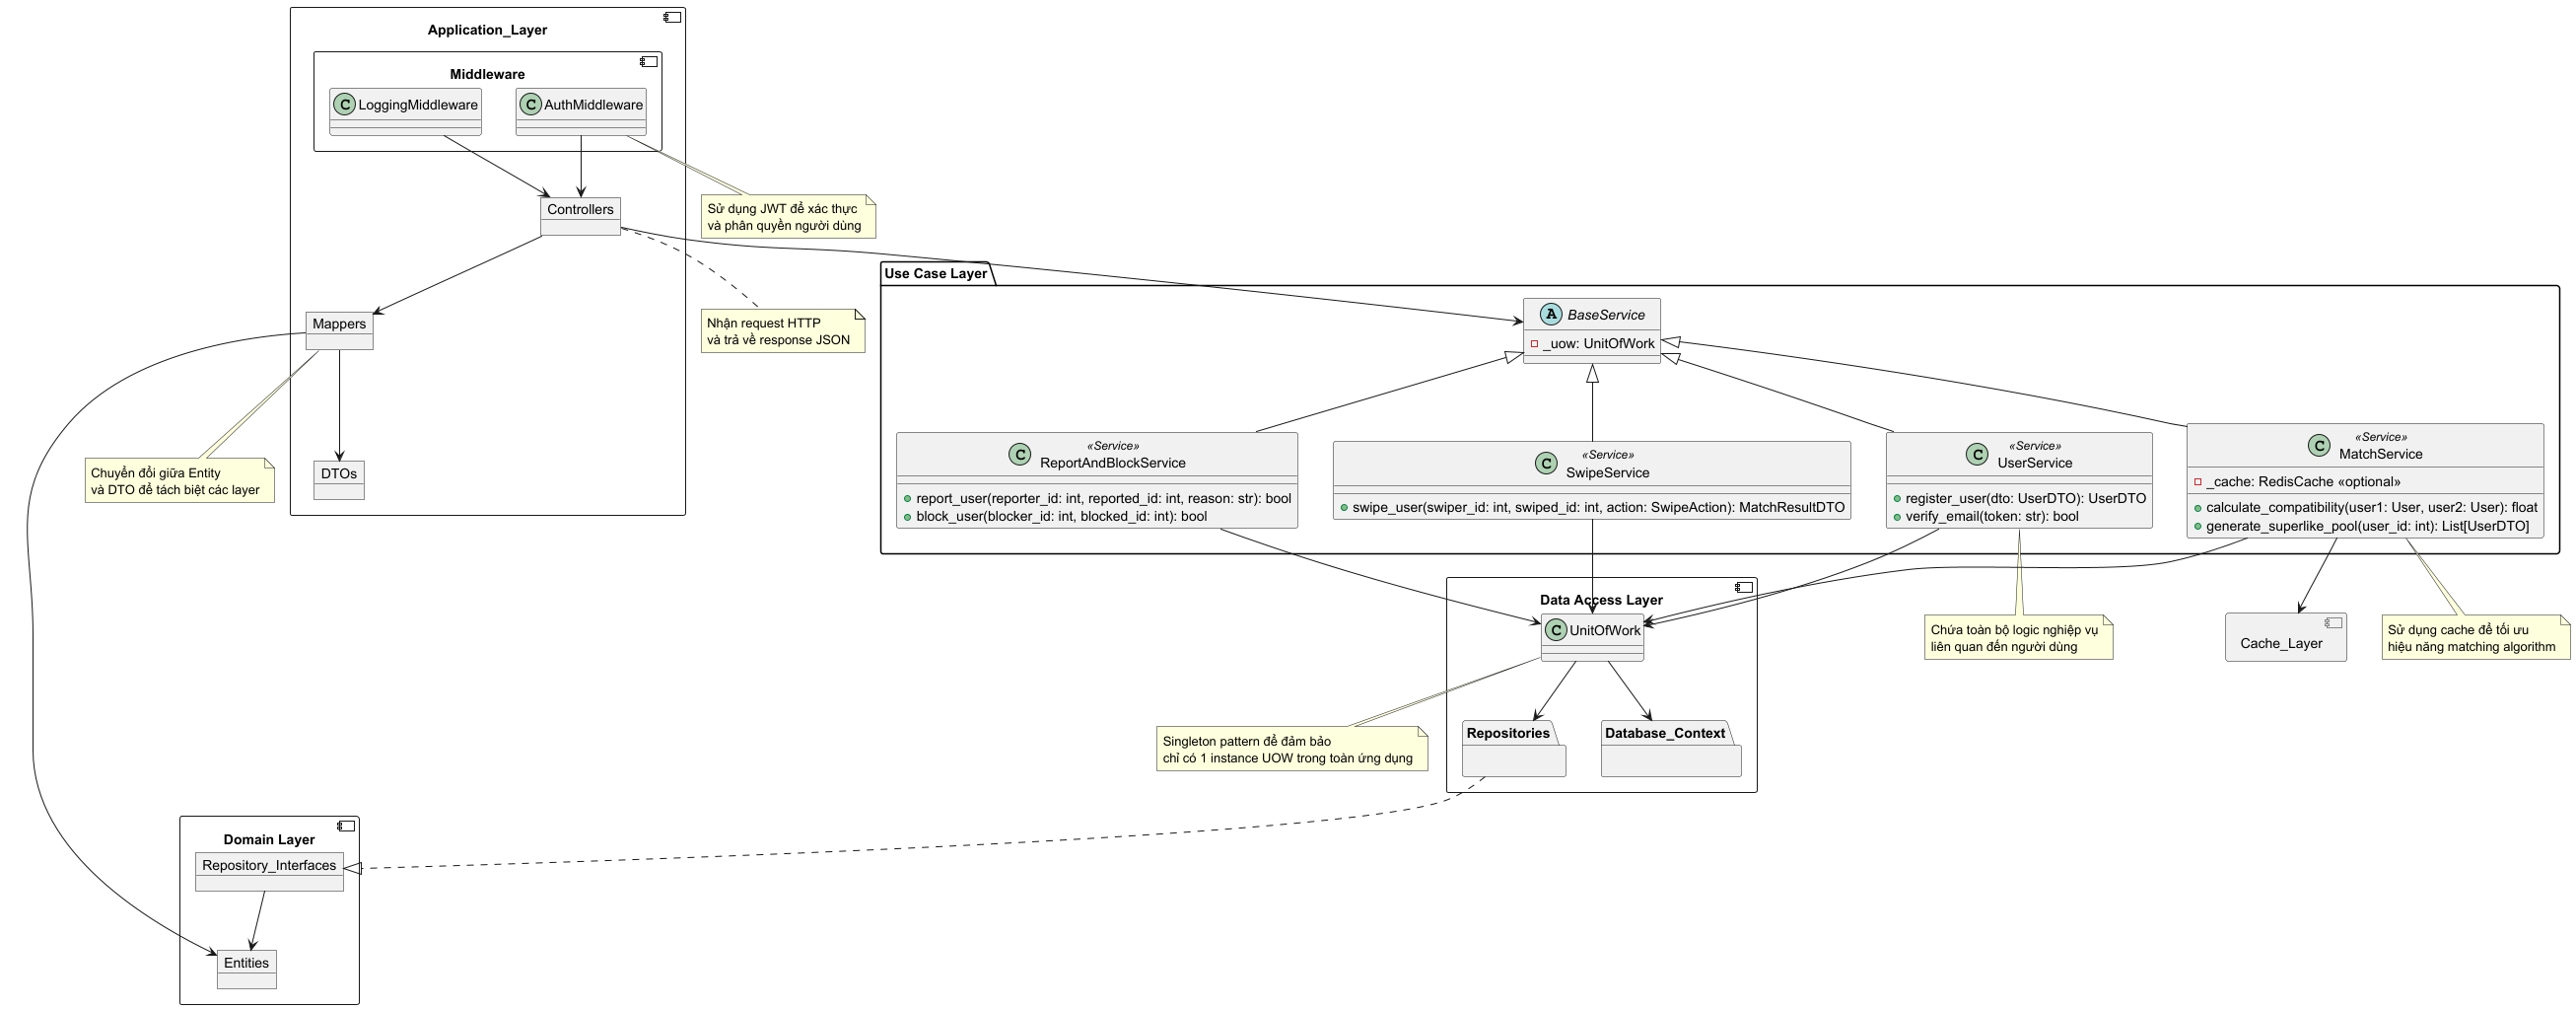 Application_Layer
Middleware
LoggingMiddleware
AuthMiddleware
Controllers
Sử dụng JWT để xác thực
và phân quyền người dùng
Mappers
Nhận request HTTP
và trả về response JSON
Chuyển đổi giữa Entity
và DTO để tách biệt các layer
DTOs
Use Case Layer
BaseService
_uow: UnitOfWork
«Service»
ReportAndBlockService
report_user(reporter_id: int, reported_id: int, reason: str): bool
block_user(blocker_id: int, blocked_id: int): bool
«Service»
SwipeService
swipe_user(swiper_id: int, swiped_id: int, action: SwipeAction): MatchResultDTO
«Service»
UserService
register_user(dto: UserDTO): UserDTO
verify_email(token: str): bool
«Service»
MatchService
_cache: RedisCache «optional»
calculate_compatibility(user1: User, user2: User): float
generate_superlike_pool(user_id: int): List[UserDTO]
Data Access Layer
UnitOfWork
Chứa toàn bộ logic nghiệp vụ
liên quan đến người dùng
Cache_Layer
Sử dụng cache để tối ưu
hiệu năng matching algorithm
Singleton pattern để đảm bảo
chỉ có 1 instance UOW trong toàn ứng dụng
Repositories
Database_Context
Domain Layer
Repository_Interfaces
Entities